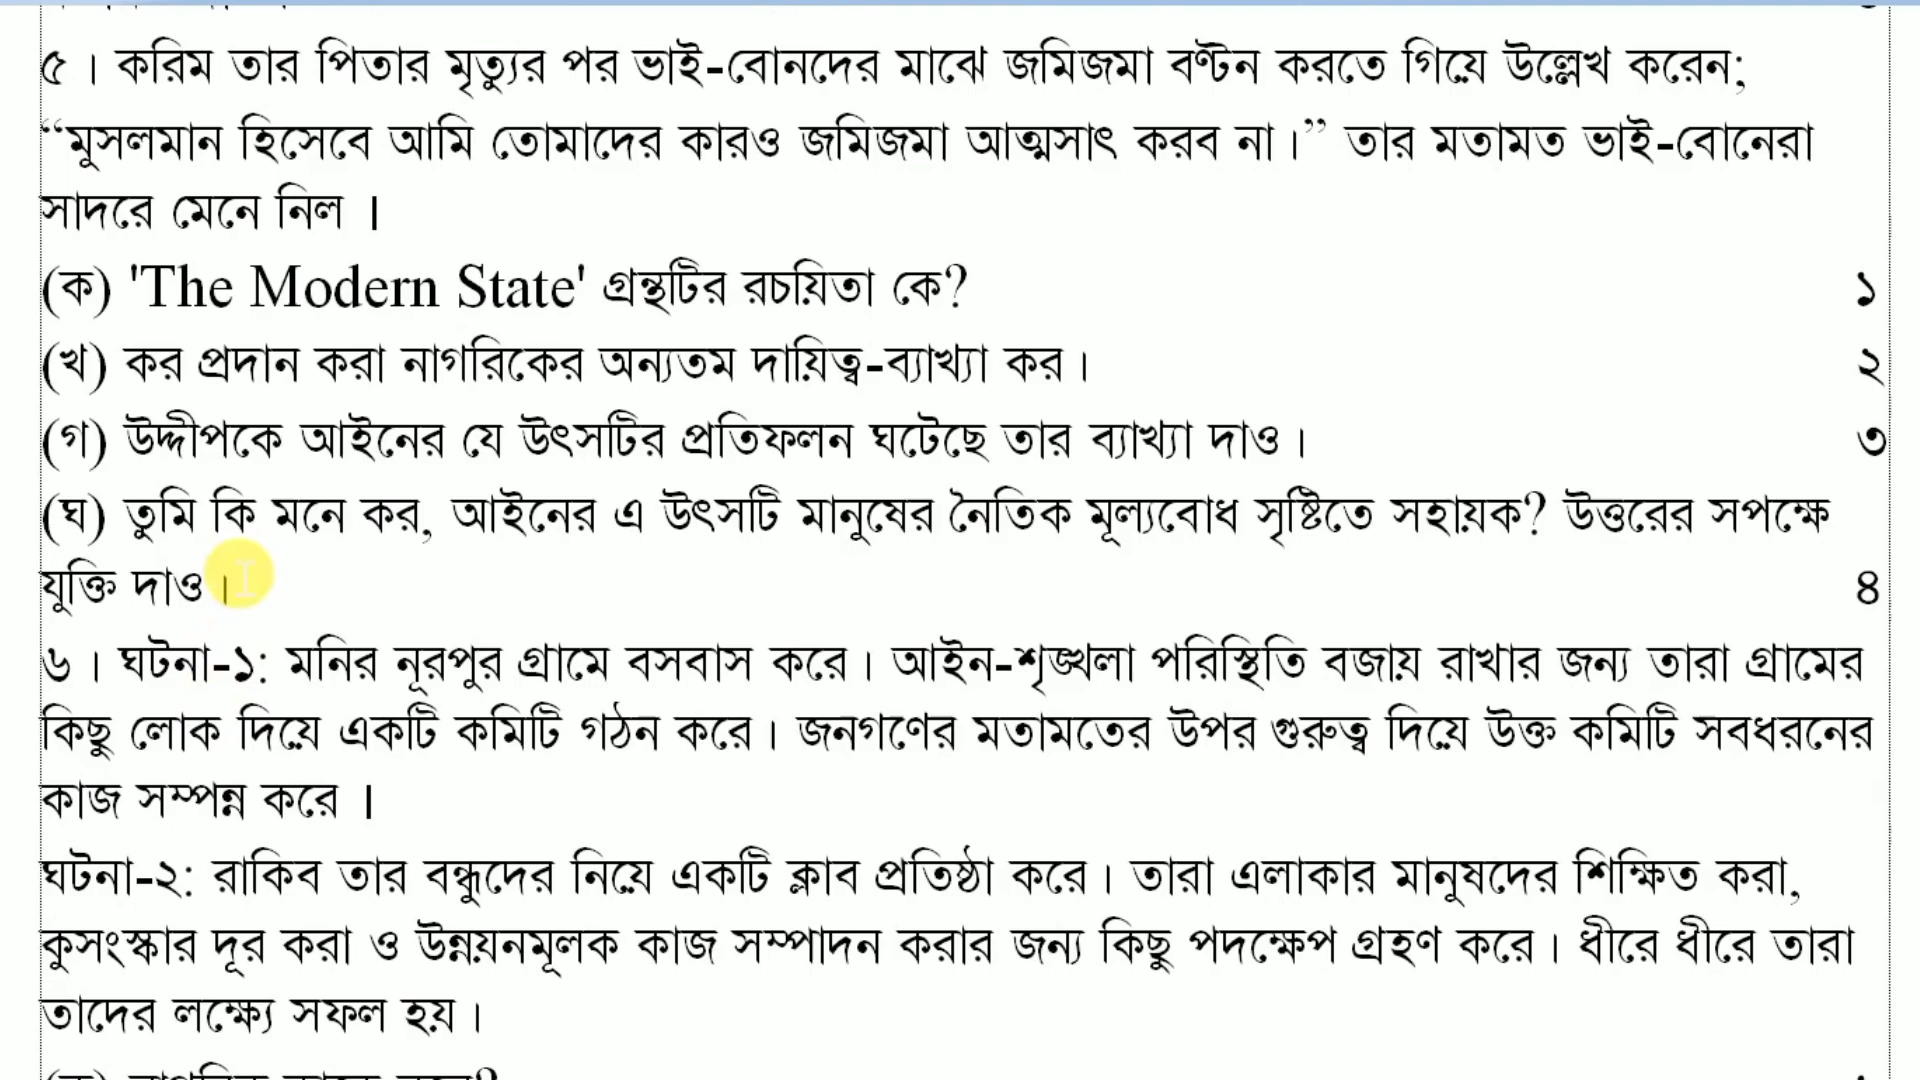 ৫। করিম তার পিতার মৃত্যুর পর ভাই-বোনদের মাঝে জমিজমা বণ্টন করতে গিয়ে উল্লেখ করেন;
“মুসলমান হিসেবে আমি তোমাদের কারও জমিজমা আত্মসাৎ করব না।” তার মতামত ভাই-বোনেরা
সাদরে মেনে নিল ।
(ক) 'The Modern State' গ্রন্থটির রচয়িতা কে? ১
(খ) কর প্রদান করা নাগরিকের অন্যতম দায়িত্ব-ব্যাখ্যা কর। ২
(গ) উদ্দীপকে আইনের যে উৎসটির প্রতিফলন ঘটেছে তার ব্যাখ্যা দাও। ৩
(ঘ) তুমি কি মনে কর, আইনের এ উৎসটি মানুষের নৈতিক মূল্যবোধ সৃষ্টিতে সহায়ক? উত্তরের সপক্ষে
যুক্তি দাও। ৪
৬। ঘটনা-১: মনির নূরপুর গ্রামে বসবাস করে। আইন-শৃঙ্খলা পরিস্থিতি বজায় রাখার জন্য তারা গ্রামের
কিছু লোক দিয়ে একটি কমিটি গঠন করে। জনগণের মতামতের উপর গুরুত্ব দিয়ে উক্ত কমিটি সবধরনের
কাজ সম্পন্ন করে ।
ঘটনা-২: রাকিব তার বন্ধুদের নিয়ে একটি ক্লাব প্রতিষ্ঠা করে। তারা এলাকার মানুষদের শিক্ষিত করা,
কুসংস্কার দূর করা ও উন্নয়নমূলক কাজ সম্পাদন করার জন্য কিছু পদক্ষেপ গ্রহণ করে। ধীরে ধীরে তারা
তাদের লক্ষ্যে সফল হয়।